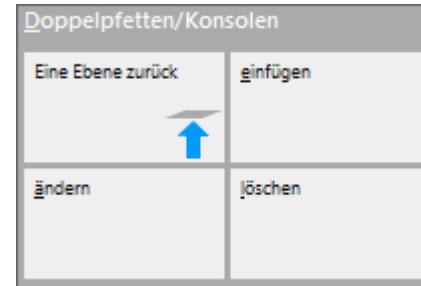 Doppelpfetten/Konsolen
Eine Ebene zurück
einfügen
ändern
löschen